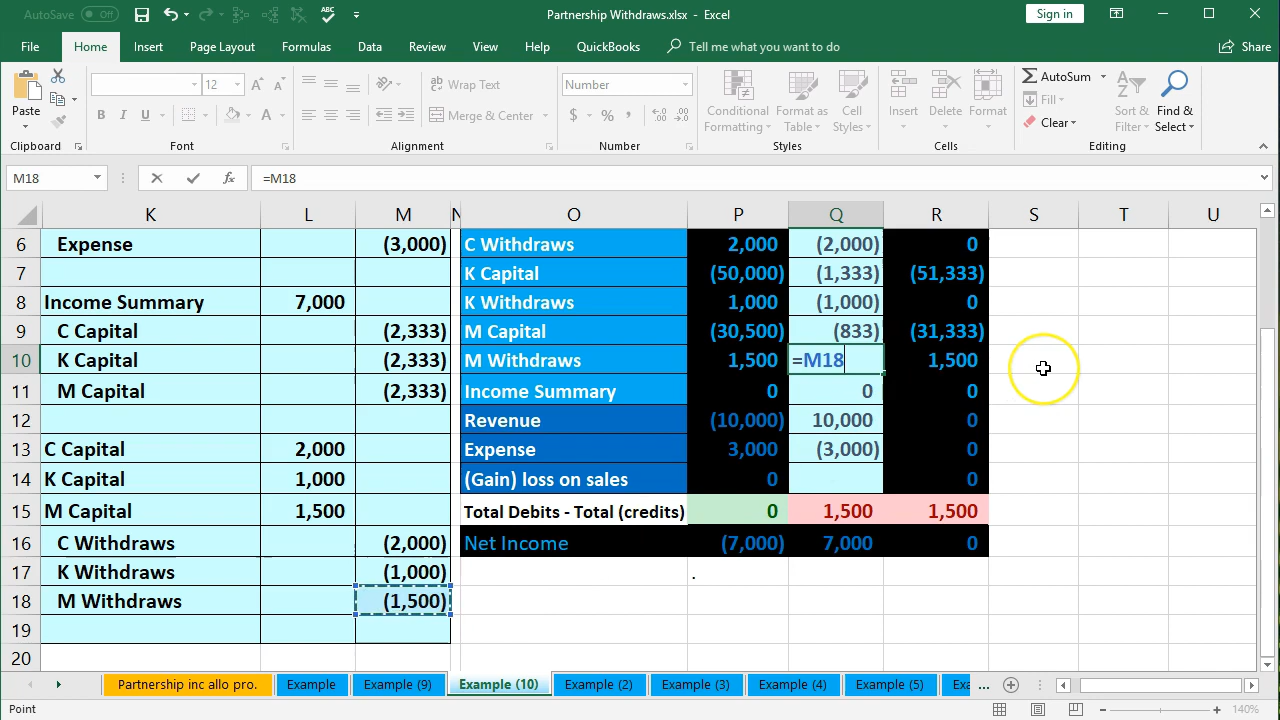 AutoSave Off Partnership Withdraws.xlsx - Excel Sign in
File Home Insert Page Layout Formulas Data Review View Help QuickBooks Tell me what you want to do Share
Paste 12 Wrap Text Number Conditional Formatting Format as Table Cell Styles Insert Delete Format AutoSum Sort & Filter Find & Select
B I U Merge & Center $ % , Fill
Clear
Clipboard Font Alignment Number Styles Cells Editing
M18 fx =M18
K L M N O P Q R S T U
6 Expense (3,000) C Withdraws 2,000 (2,000) 0
7 K Capital (50,000) (1,333) (51,333)
8 Income Summary 7,000 K Withdraws 1,000 (1,000) 0
9 C Capital (2,333) M Capital (30,500) (833) (31,333)
10 K Capital (2,333) M Withdraws 1,500 =M18 1,500
11 M Capital (2,333) Income Summary 0 0 0
12 Revenue (10,000) 10,000 0
13 C Capital 2,000 Expense 3,000 (3,000) 0
14 K Capital 1,000 (Gain) loss on sales 0 0
15 M Capital 1,500 Total Debits - Total (credits) 0 1,500 1,500
16 C Withdraws (2,000) Net Income (7,000) 7,000 0
17 K Withdraws (1,000) .
18 M Withdraws (1,500)
19
20
Partnership inc allo pro. Example Example (9) Example (10) Example (2) Example (3) Example (4) Example (5) Exa ...
Point 140%